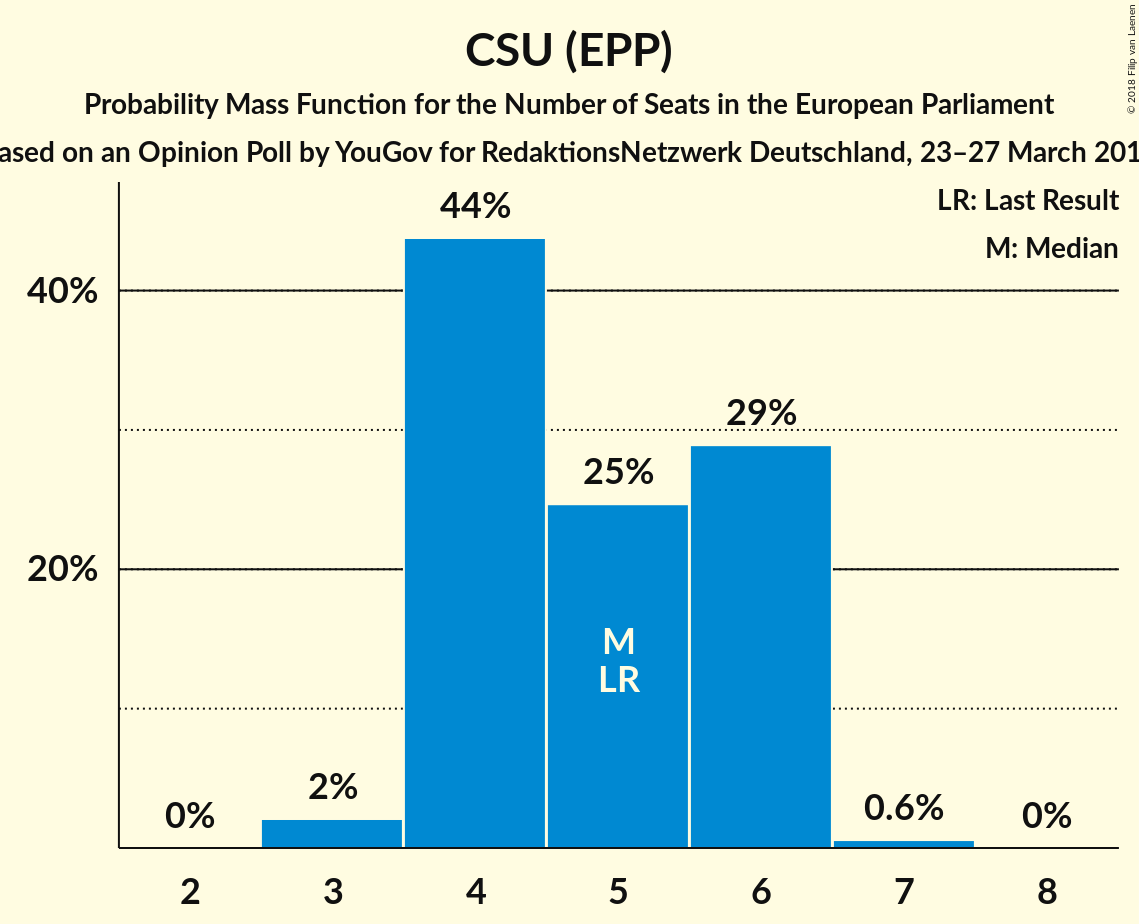 CSU (EPP)
Probability Mass Function for the Number of Seats in the European Parliament
ased on an Opinion Poll by YouGov for RedaktionsNetzwerk Deutschland, 23–27 March 201
© 2018 Filip van Laenen
LR: Last Result
M: Median
44%
40%
29%
25%
20%
M
LR
2%
0.6%
0%
0%
2 3 4 5 6 7 8